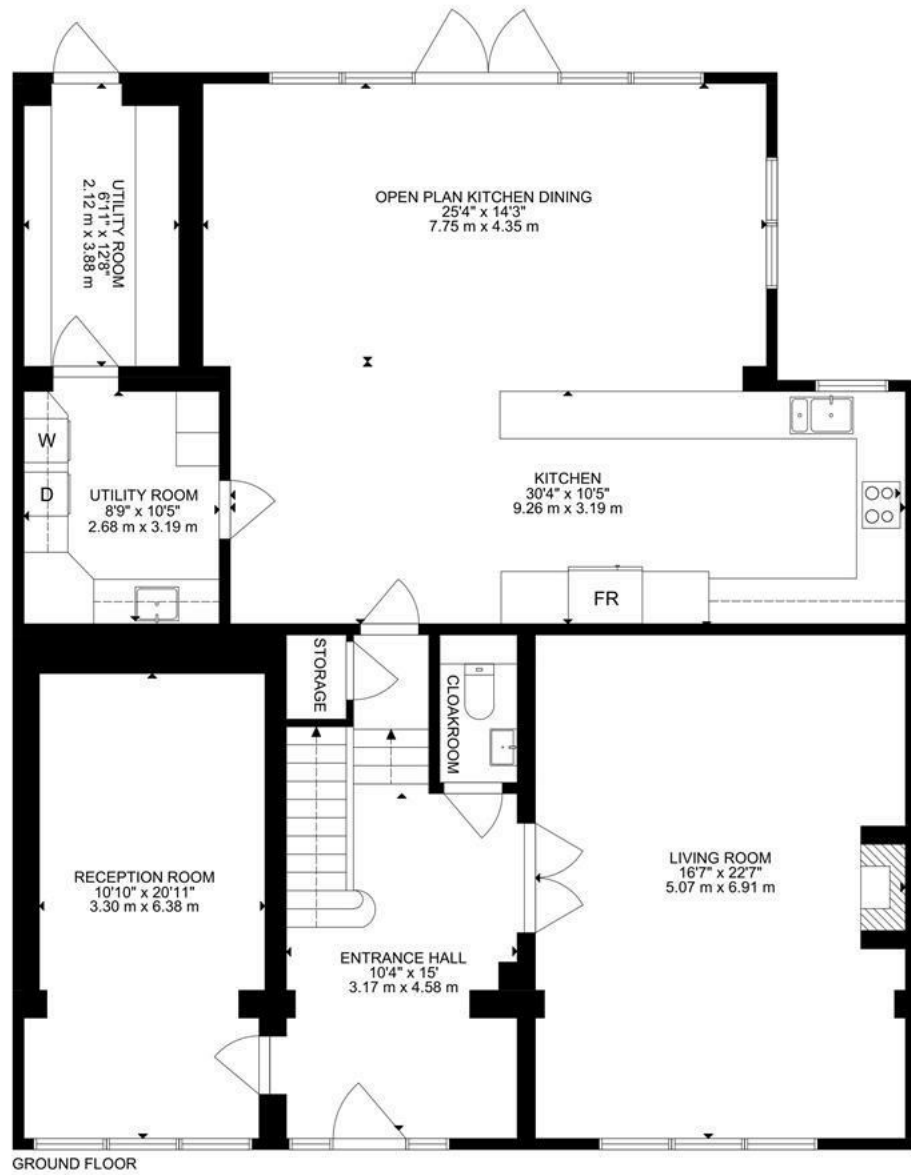 UTILITY ROOM
6'11" x 12'8"
2.12 m x 3.88 m
OPEN PLAN KITCHEN DINING
25'4" x 14'3"
7.75 m x 4.35 m
W
D
UTILITY ROOM
8'9" x 10'5"
2.68 m x 3.19 m
KITCHEN
30'4" x 10'5"
9.26 m x 3.19 m
FR
STORAGE
CLOAKROOM
RECEPTION ROOM
10'10" x 20'11"
3.30 m x 6.38 m
LIVING ROOM
16'7" x 22'7"
5.07 m x 6.91 m
ENTRANCE HALL
10'4" x 15'
3.17 m x 4.58 m
GROUND FLOOR